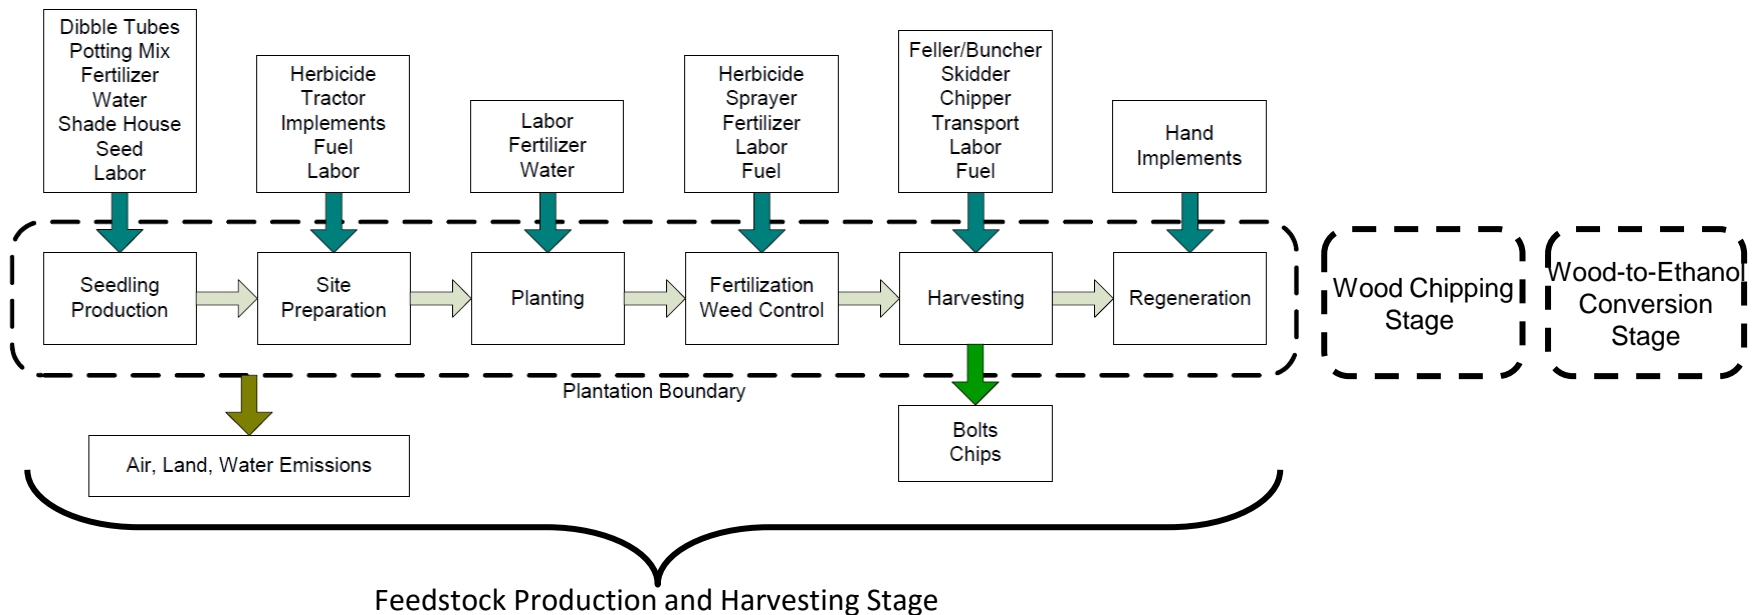 Dibble Tubes
Potting Mix
Fertilizer
Water
Shade House
Seed
Labor
Herbicide
Tractor
Implements
Fuel
Labor
Labor
Fertilizer
Water
Herbicide
Sprayer
Fertilizer
Labor
Fuel
Feller/Buncher
Skidder
Chipper
Transport
Labor
Fuel
Hand
Implements
Seedling
Production
Site
Preparation
Planting
Fertilization
Weed Control
Harvesting
Regeneration
Wood Chipping
Stage
Wood-to-Ethanol
Conversion
Stage
Plantation Boundary
Air, Land, Water Emissions
Bolts
Chips
Feedstock Production and Harvesting Stage